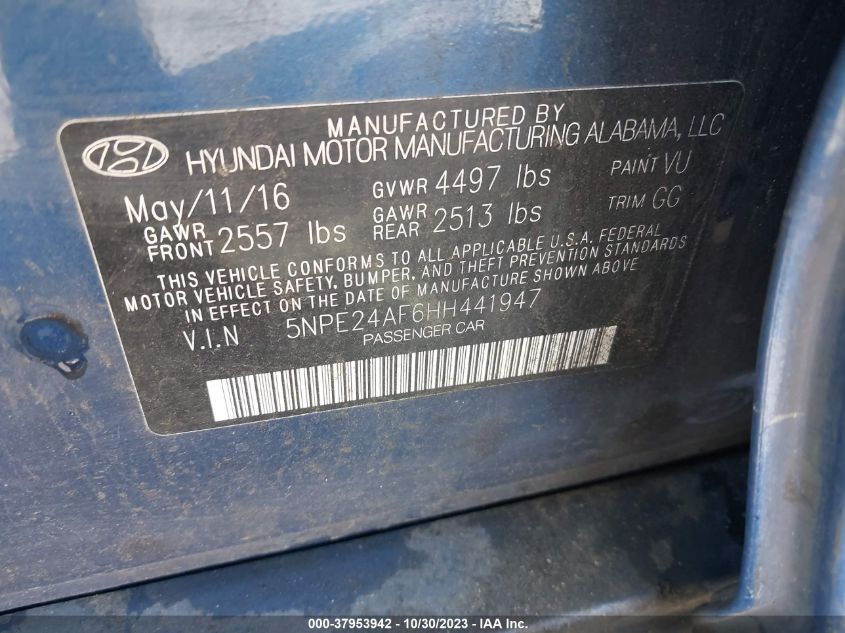 MANUFACTURED BY
HYUNDAI MOTOR MANUFACTURING ALABAMA, LLC
May/11/16 GVWR 4497 lbs PAINT VU
GAWR FRONT 2557 lbs GAWR REAR 2513 lbs TRIM GG
THIS VEHICLE CONFORMS TO ALL APPLICABLE U.S.A. FEDERAL
MOTOR VEHICLE SAFETY, BUMPER, AND THEFT PREVENTION STANDARDS
IN EFFECT ON THE DATE OF MANUFACTURE SHOWN ABOVE
V.I.N 5NPE24AF6HH441947
PASSENGER CAR
000-37953942 - 10/30/2023 - IAA Inc.